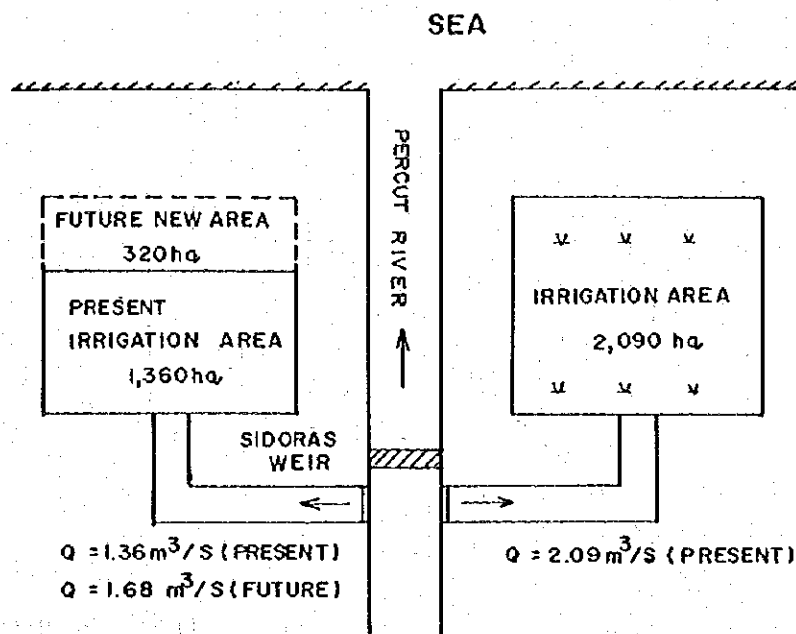 SEA
PERCUT RIVER
FUTURE NEW AREA
320ha
PRESENT
IRRIGATION AREA
1,360ha
IRRIGATION AREA
2,090 ha
SIDORAS
WEIR
Q = 1.36 m³/S (PRESENT)
Q = 1.68 m³/S (FUTURE)
Q = 2.09 m³/S (PRESENT)